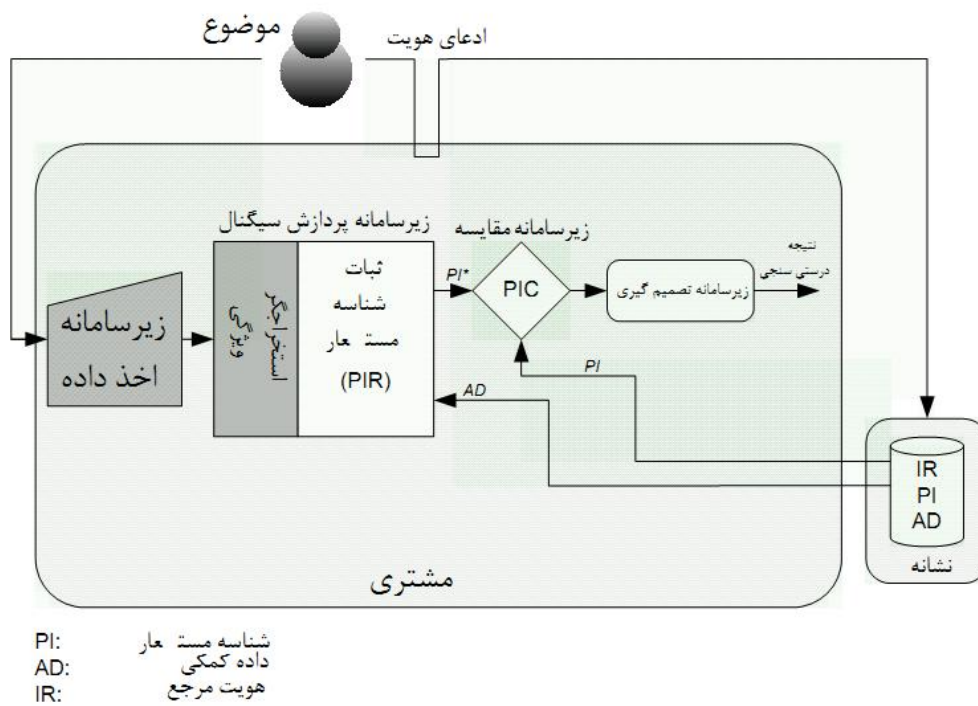 موضوع
ادعای هویت
زیرسامانه پردازش سیگنال
زیرسامانه مقایسه
نتیجه
درستی سنجی
زیرسامانه
اخذ داده
استخراجگر
ویژگی
ثبات
شناسه
مستعار
(PIR)
PI*
PIC
زیرسامانه تصمیم گیری
PI
AD
IR
PI
AD
نشانه
مشتری
PI: شناسه مستعار
AD: داده کمکی
IR: هویت مرجع